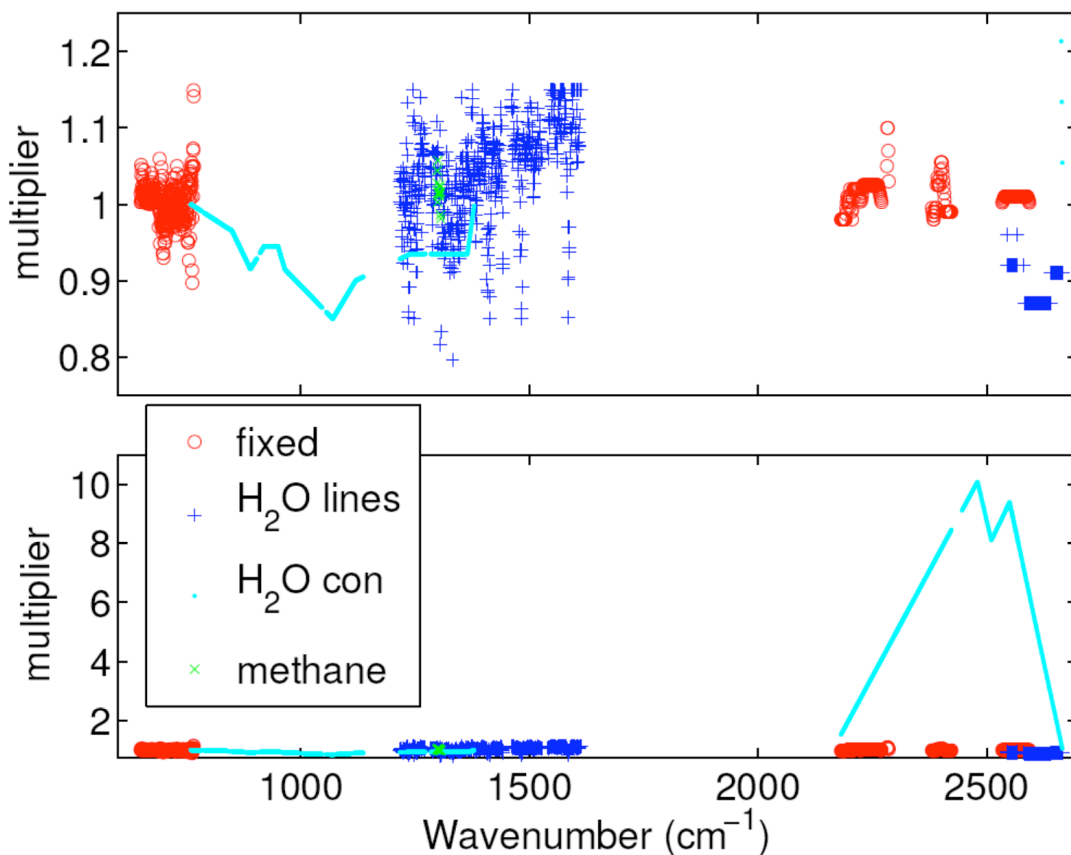 multiplier
1.2
1.1
1
0.9
0.8
fixed
H₂O lines
H₂O con
methane
multiplier
10
8
6
4
2
1000 1500 2000 2500
Wavenumber (cm⁻¹)